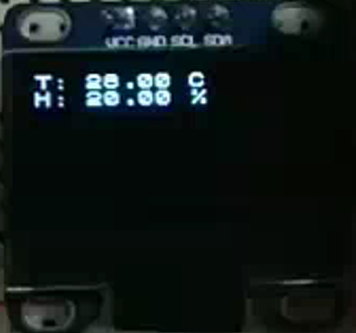 VCC GND SCL SDA
T: 28.00 C
H: 20.00 %